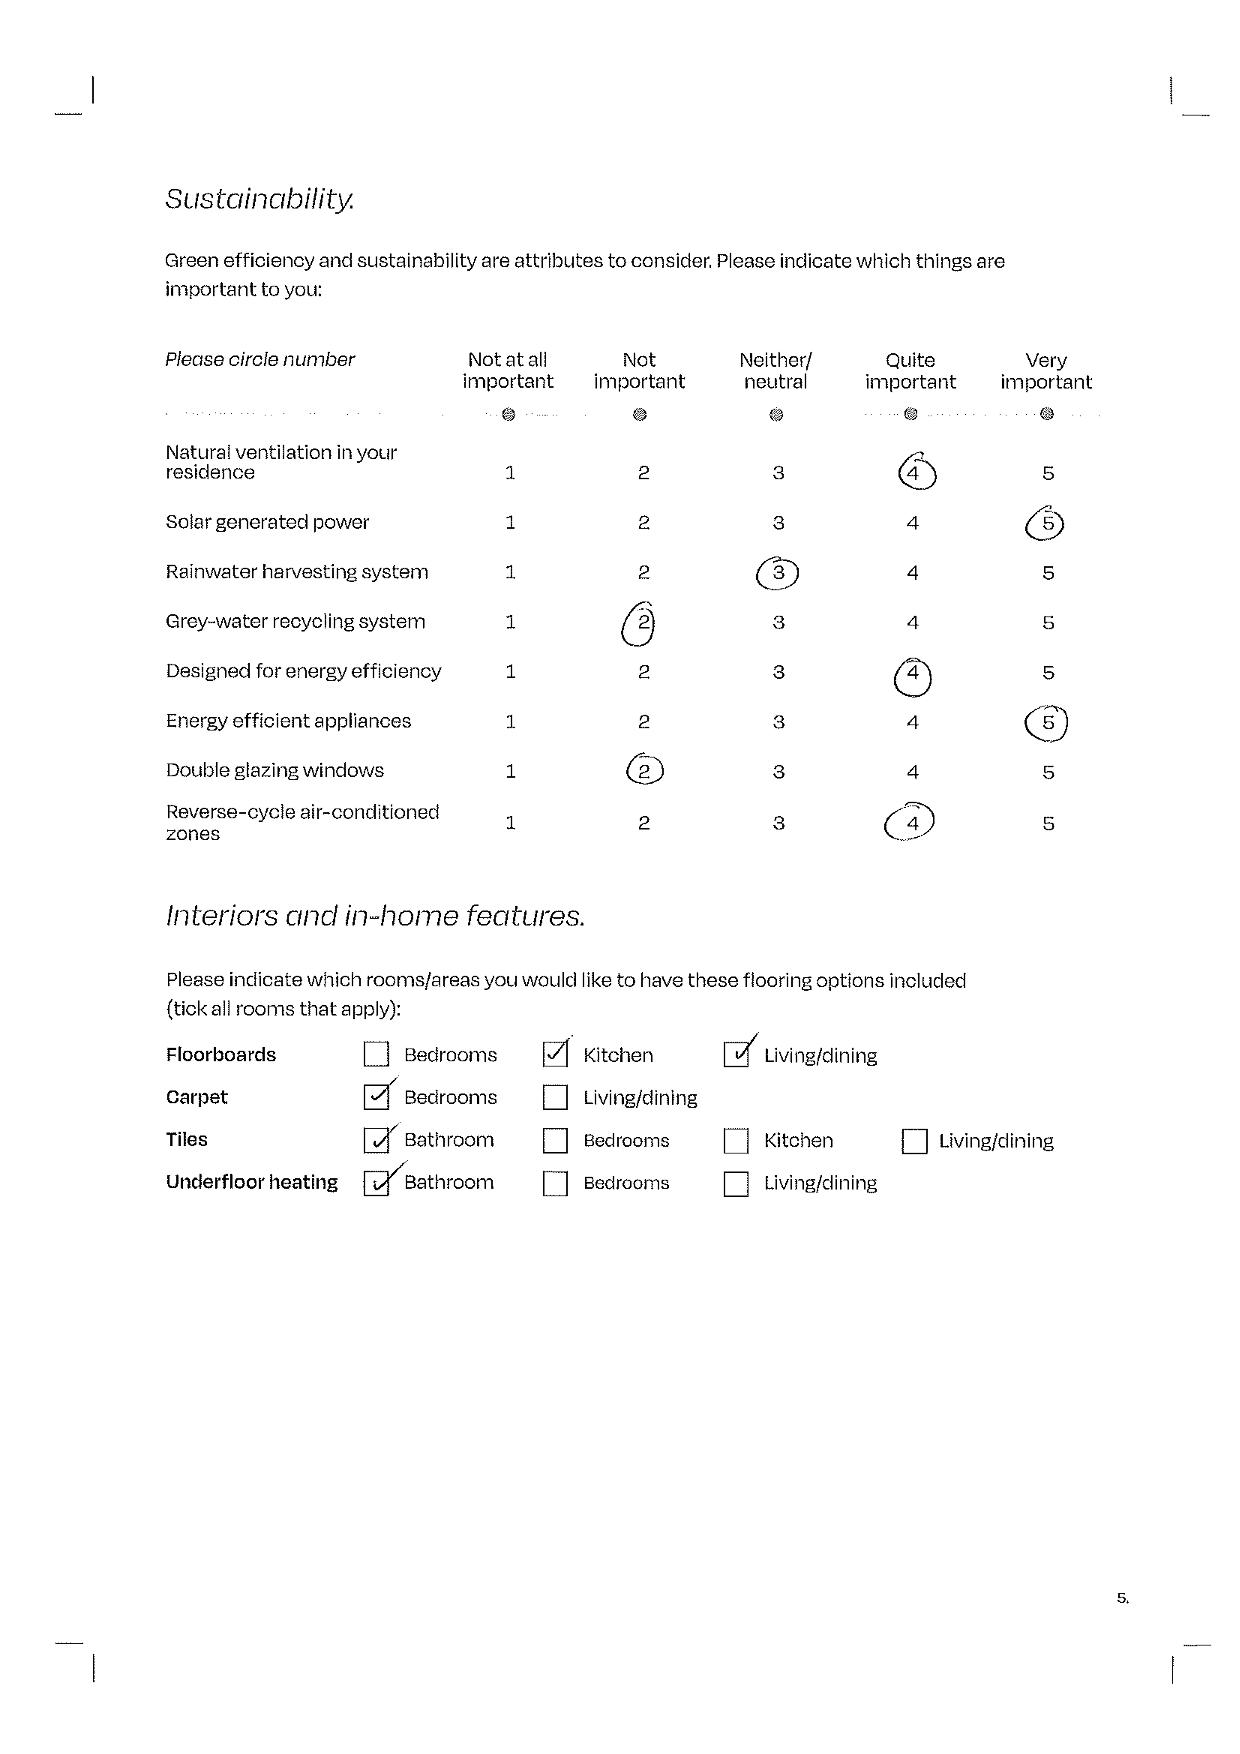 Sustainability.
Green efficiency and sustainability are attributes to consider. Please indicate which things are
important to you:
Please circle number Not at all Not Neither/ Quite Very
important important neutral important important
Natural ventilation in your
residence 1 2 3 4 5
Solar generated power 1 2 3 4 5
Rainwater harvesting system 1 2 3 4 5
Grey-water recycling system 1 2 3 4 5
Designed for energy efficiency 1 2 3 4 5
Energy efficient appliances 1 2 3 4 5
Double glazing windows 1 2 3 4 5
Reverse-cycle air-conditioned
zones 1 2 3 4 5
Interiors and in-home features.
Please indicate which rooms/areas you would like to have these flooring options included
(tick all rooms that apply):
Floorboards Bedrooms Kitchen Living/dining
Carpet Bedrooms Living/dining
Tiles Bathroom Bedrooms Kitchen Living/dining
Underfloor heating Bathroom Bedrooms Living/dining
5.